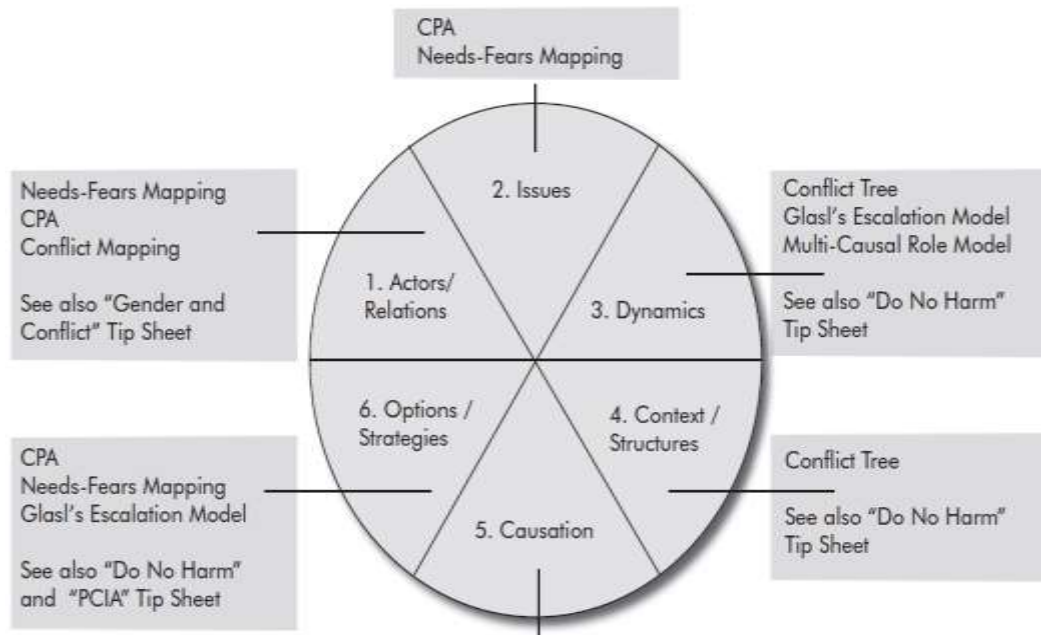 CPA
Needs-Fears Mapping
2. Issues
Needs-Fears Mapping
CPA
Conflict Mapping
See also “Gender and
Conflict” Tip Sheet
1. Actors/
Relations
3. Dynamics
Conflict Tree
Glasl’s Escalation Model
Multi-Causal Role Model
See also “Do No Harm”
Tip Sheet
6. Options /
Strategies
4. Context /
Structures
CPA
Needs-Fears Mapping
Glasl’s Escalation Model
See also “Do No Harm”
and “PCIA” Tip Sheet
5. Causation
Conflict Tree
See also “Do No Harm”
Tip Sheet